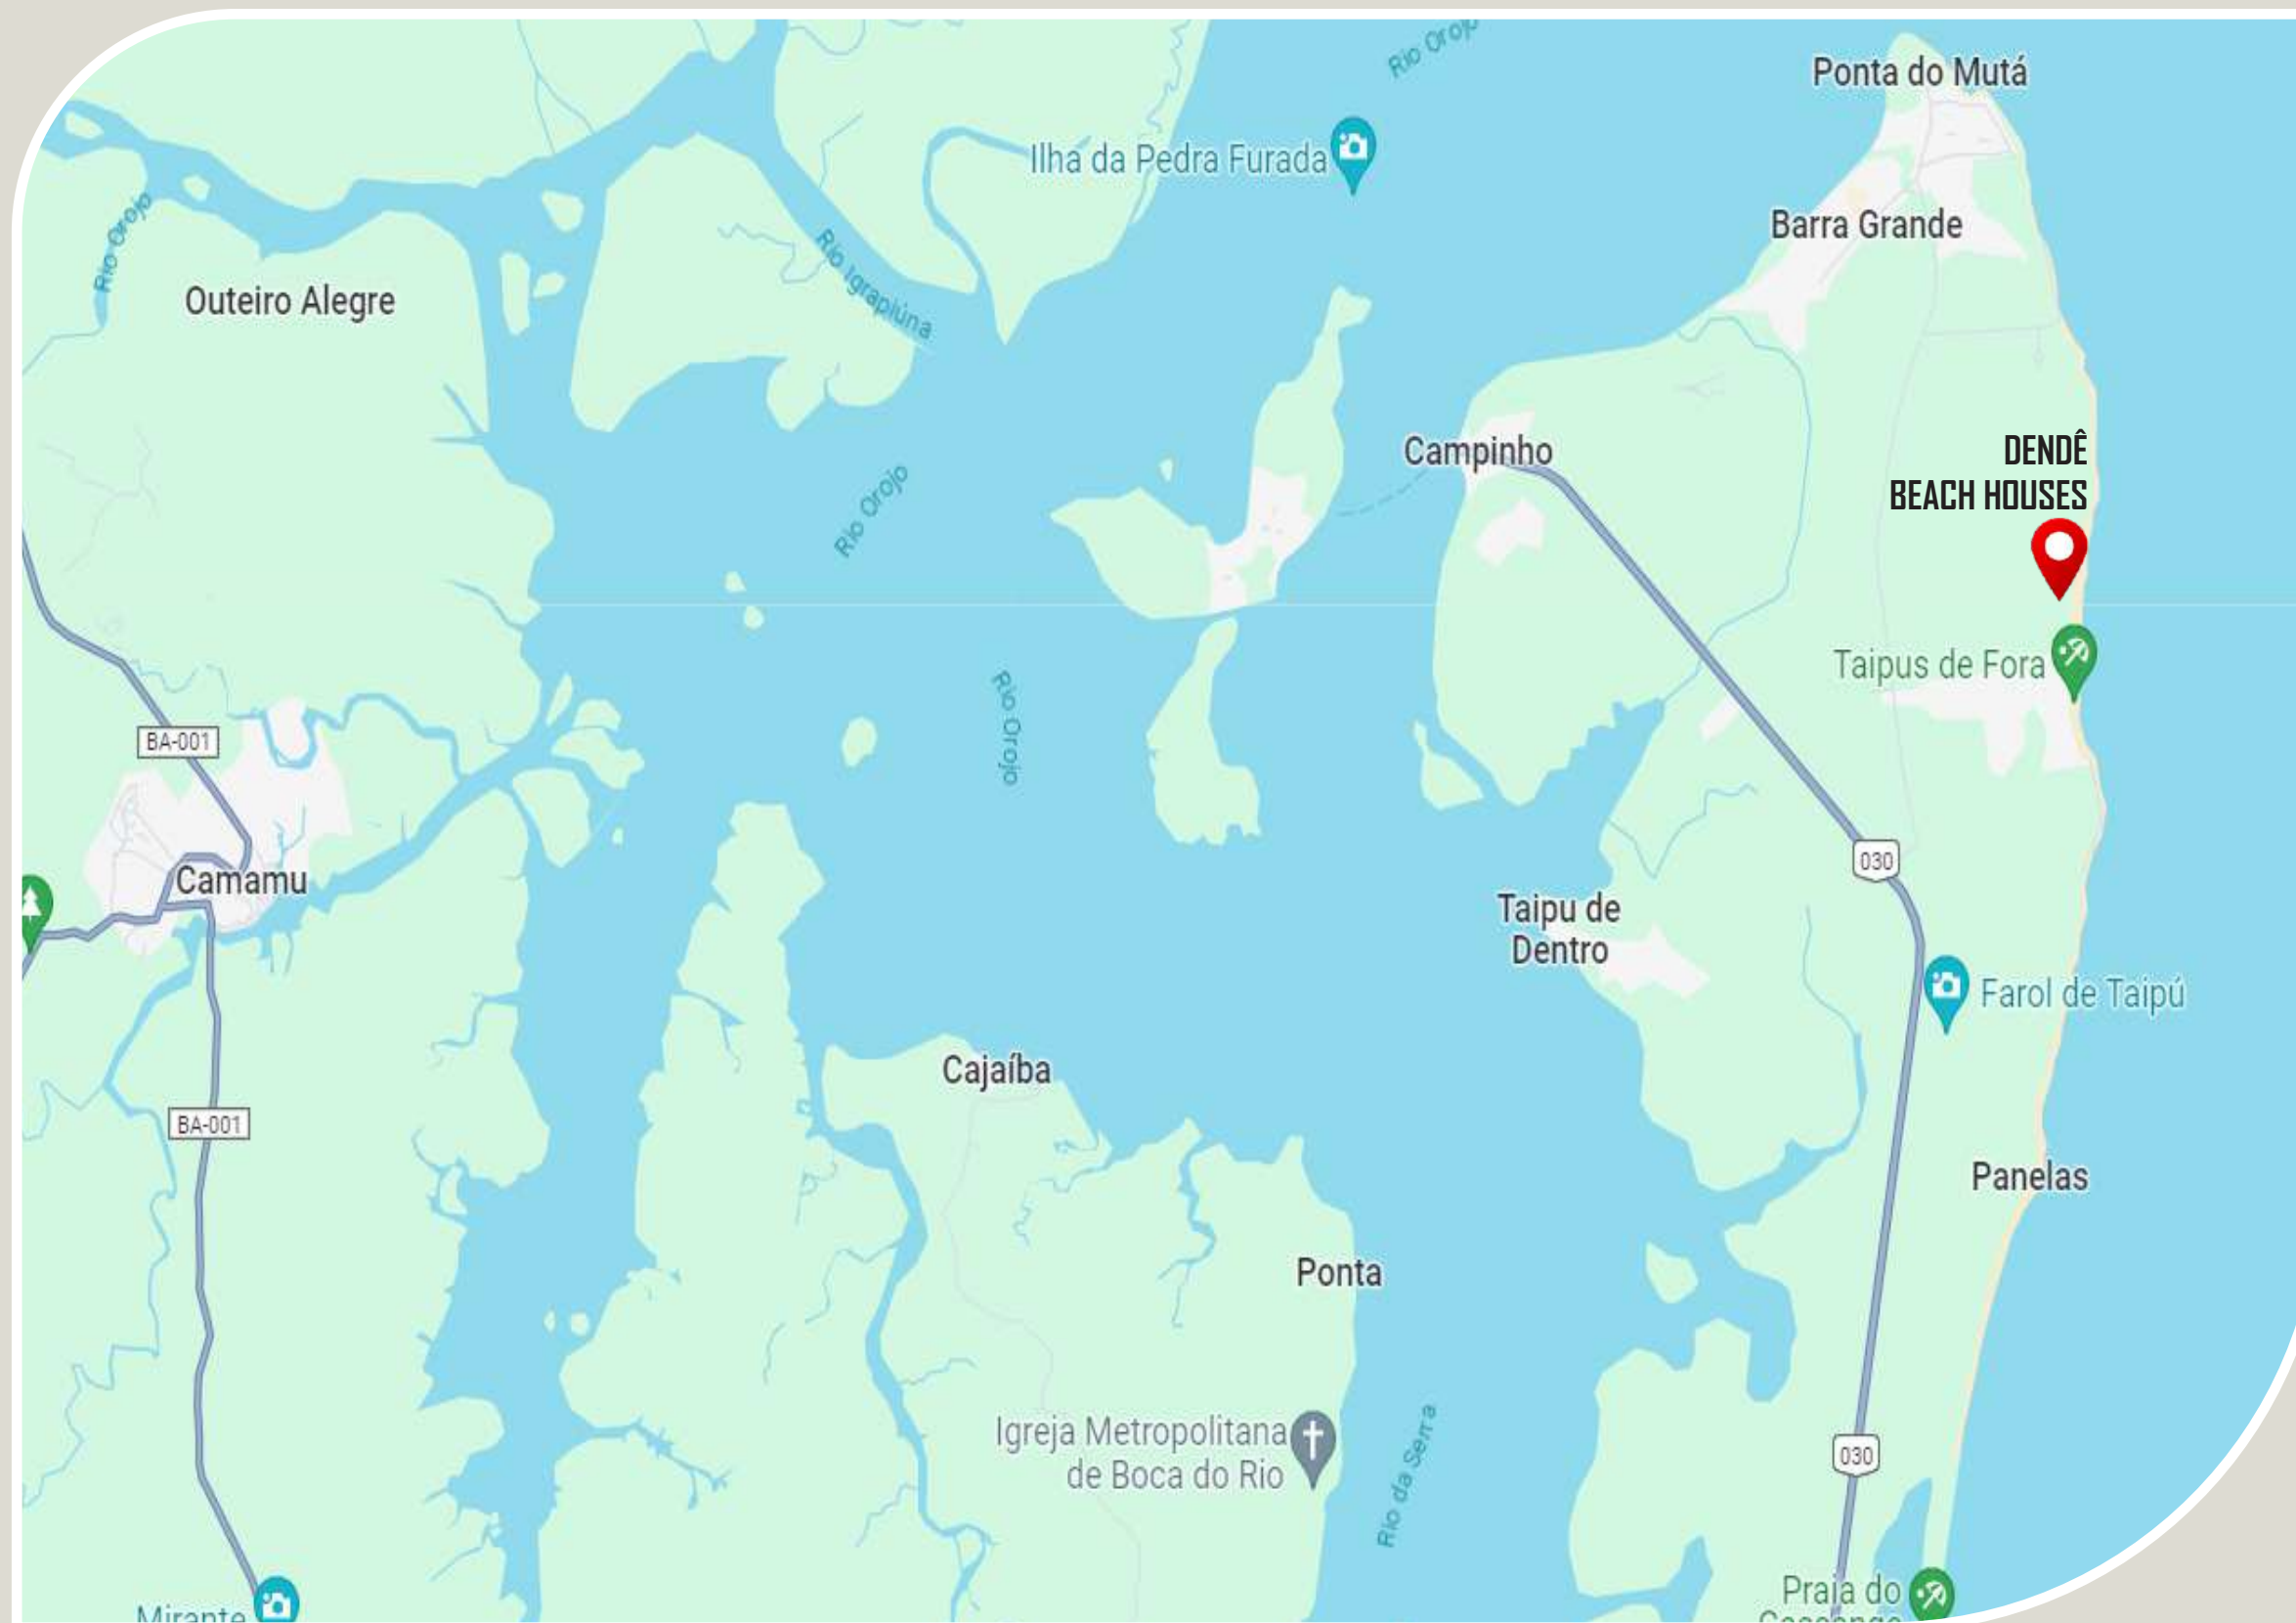 Rio Orojo
Ponta do Mutá
Ilha da Pedra Furada
Barra Grande
Rio Orojo
Rio Igrapiúna
Outeiro Alegre
Campinho
DENDÊ
BEACH HOUSES
Rio Orojo
Taipus de Fora
Rio Orojo
BA-001
030
Camamu
Taipu de
Dentro
Farol de Taipú
Cajaíba
BA-001
Panelas
Ponta
Igreja Metropolitana
de Boca do Rio
Rio da Serra
030
Praia do
Mirante